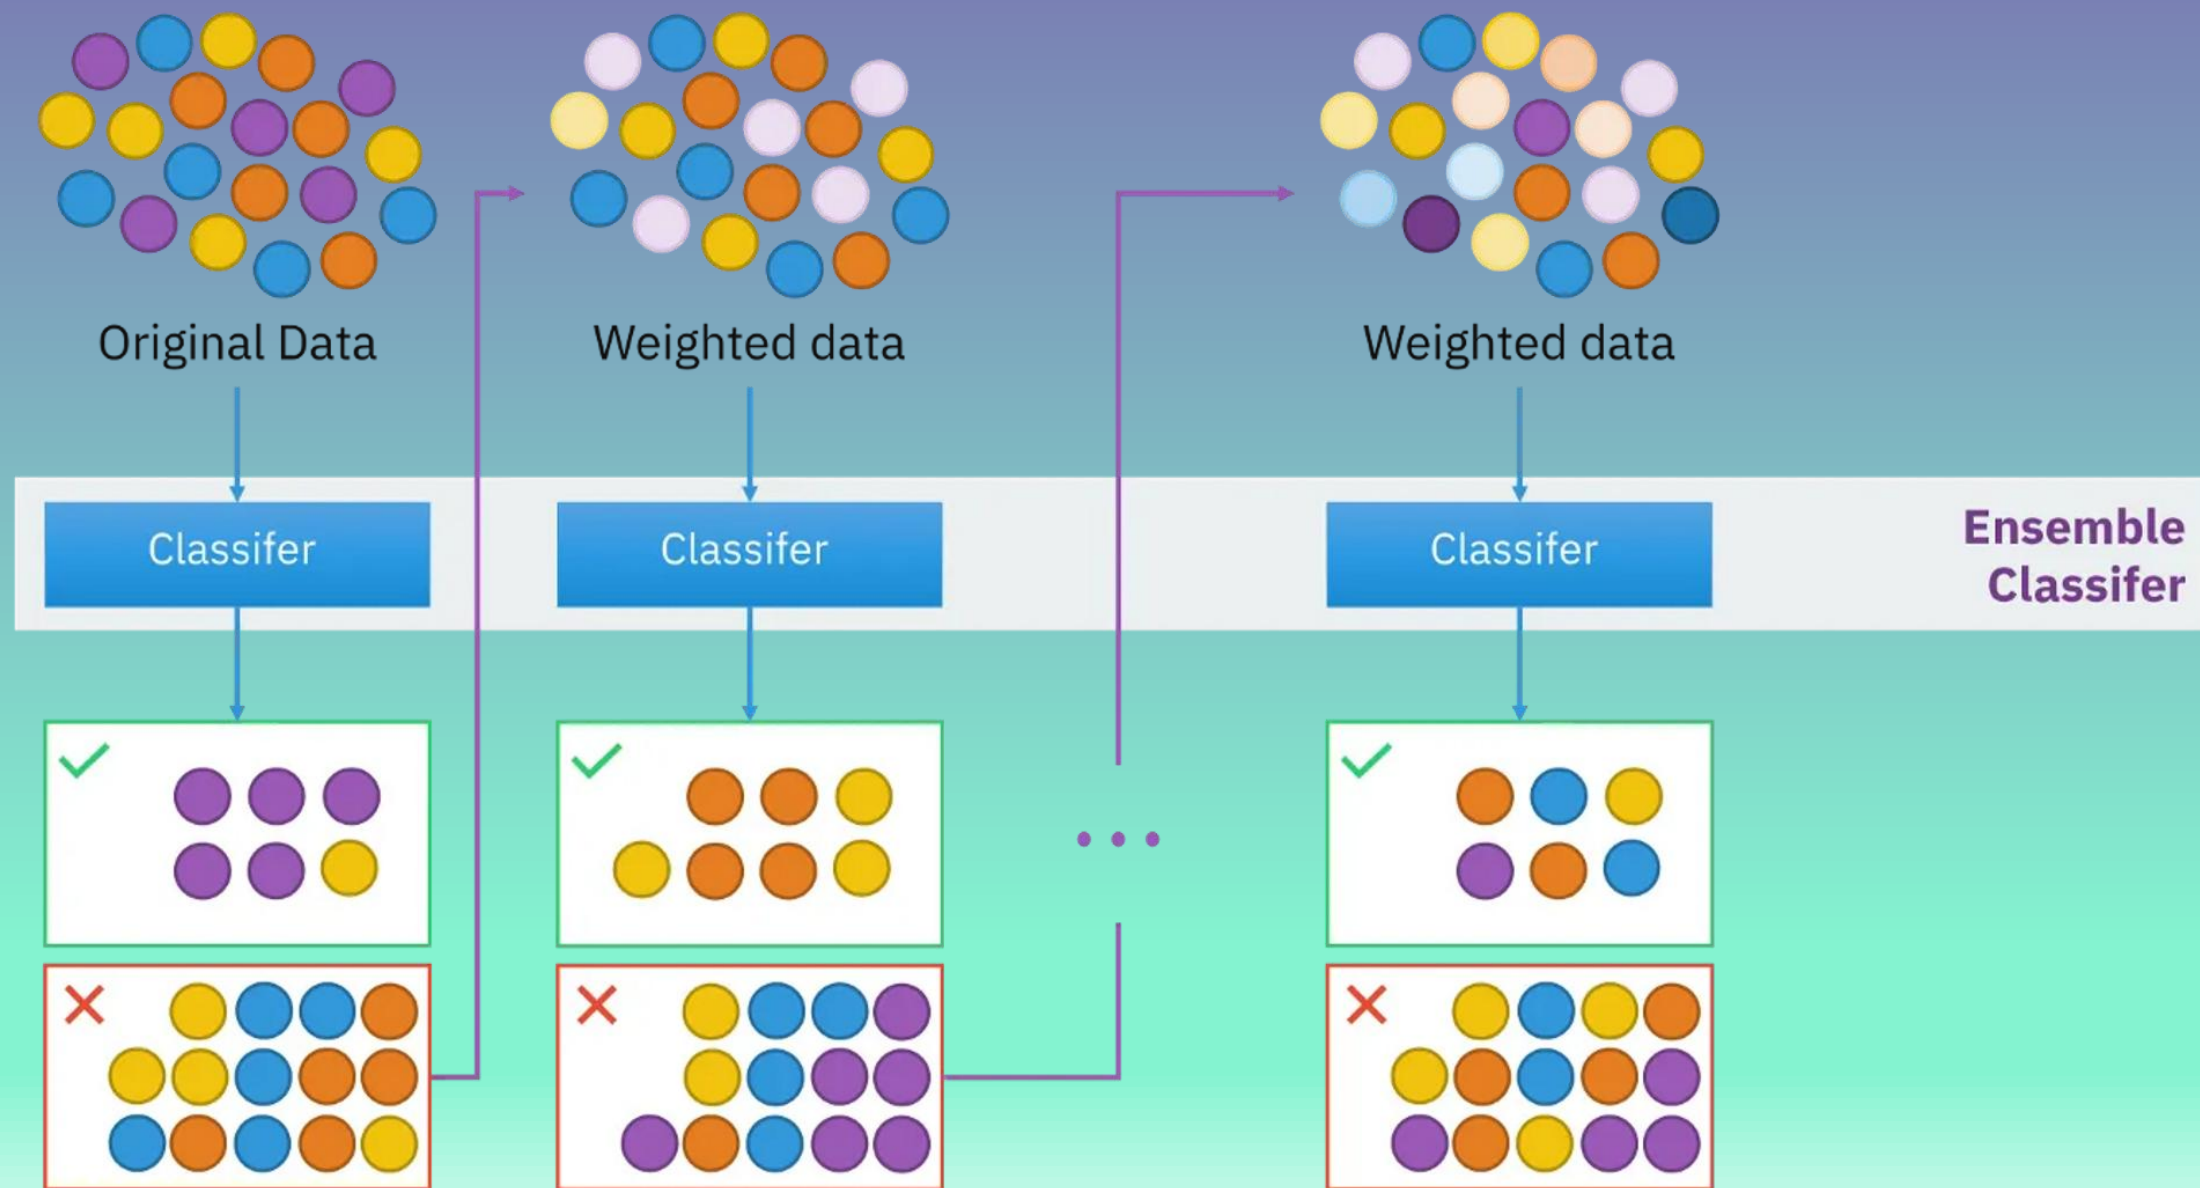 Original Data
Weighted data
Weighted data
Classifer
Classifer
Classifer
Ensemble
Classifer